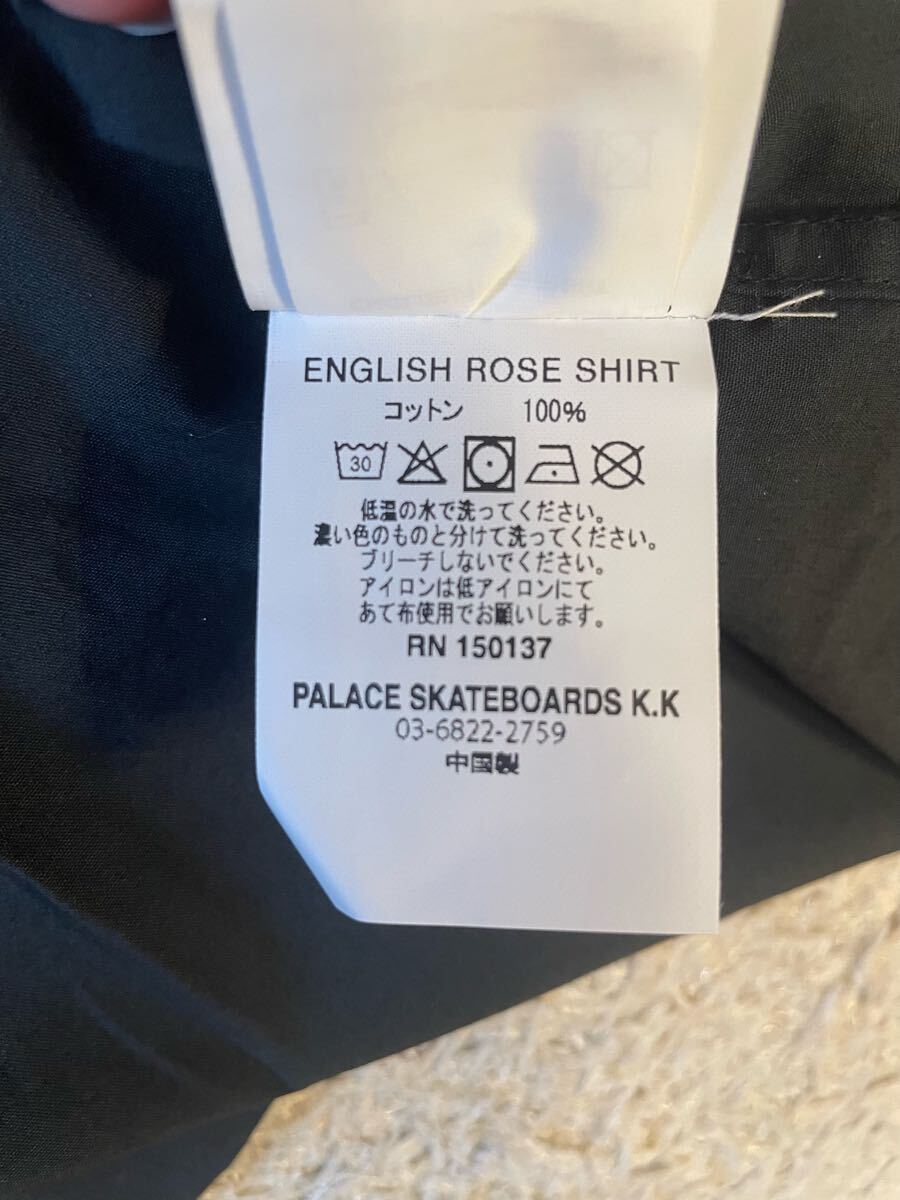 ENGLISH ROSE SHIRT
コットン 100%
30
低温の水で洗ってください。
濃い色のものと分けて洗ってください。
ブリーチしないでください。
アイロンは低アイロンにて
あて布使用でお願いします。
RN 150137
PALACE SKATEBOARDS K.K
03-6822-2759
中国製